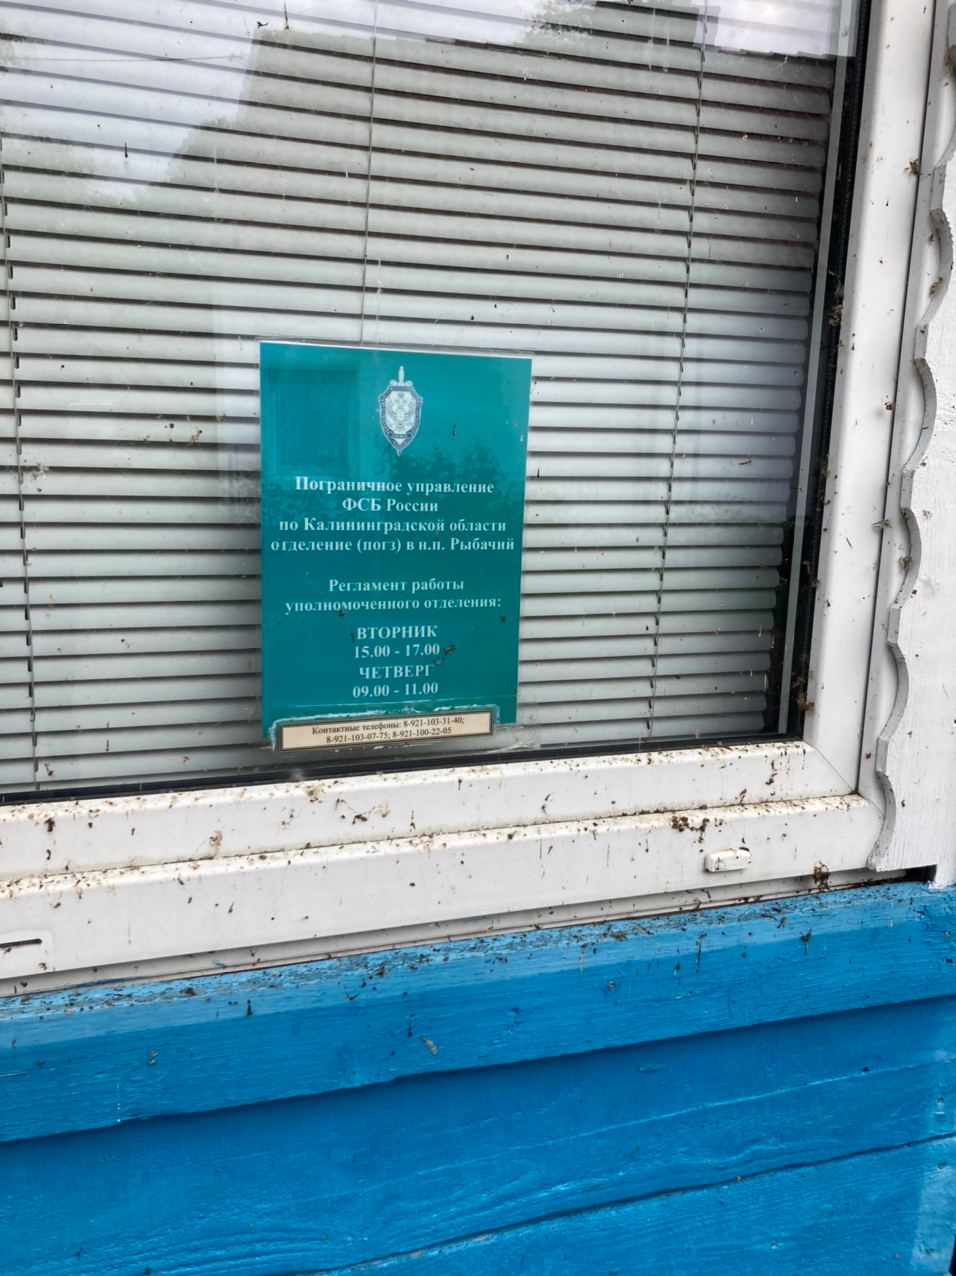 Пограничное управление
ФСБ России
по Калининградской области
отделение (погз) в н.п. Рыбачий
Регламент работы
уполномоченного отделения:
ВТОРНИК
15.00 - 17.00
ЧЕТВЕРГ
09.00 - 11.00
Контактные телефоны: 8-921-103-31-40;
8-921-103-07-75; 8-921-100-22-05